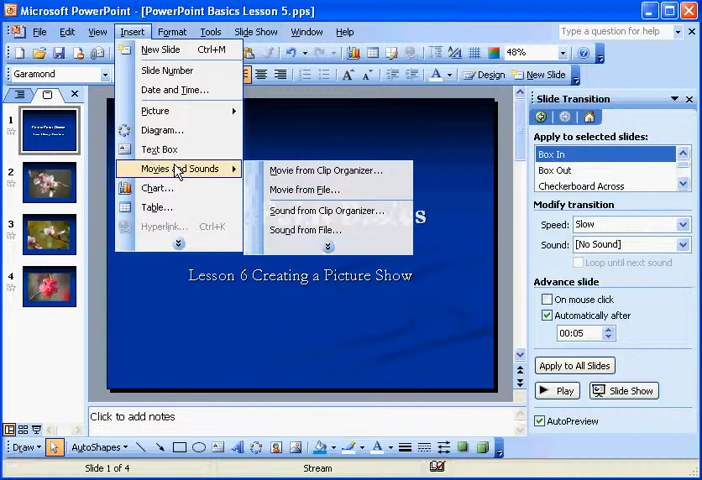 Microsoft PowerPoint - [PowerPoint Basics Lesson 5.pps]
File Edit View Insert Format Tools Slide Show Window Help
Type a question for help
48%
Garamond
Design New Slide
New Slide Ctrl+M
Slide Number
Date and Time...
Picture
Diagram...
Text Box
Movies and Sounds
Chart...
Table...
Hyperlink... Ctrl+K
Movie from Clip Organizer...
Movie from File...
Sound from Clip Organizer...
Sound from File...
1
2
3
4
Lesson 6 Creating a Picture Show
Click to add notes
Slide Transition
Apply to selected slides:
Box In
Box Out
Checkerboard Across
Modify transition
Speed: Slow
Sound: [No Sound]
Loop until next sound
Advance slide
On mouse click
Automatically after
00:05
Apply to All Slides
Play Slide Show
AutoPreview
Draw AutoShapes
Slide 1 of 4 Stream